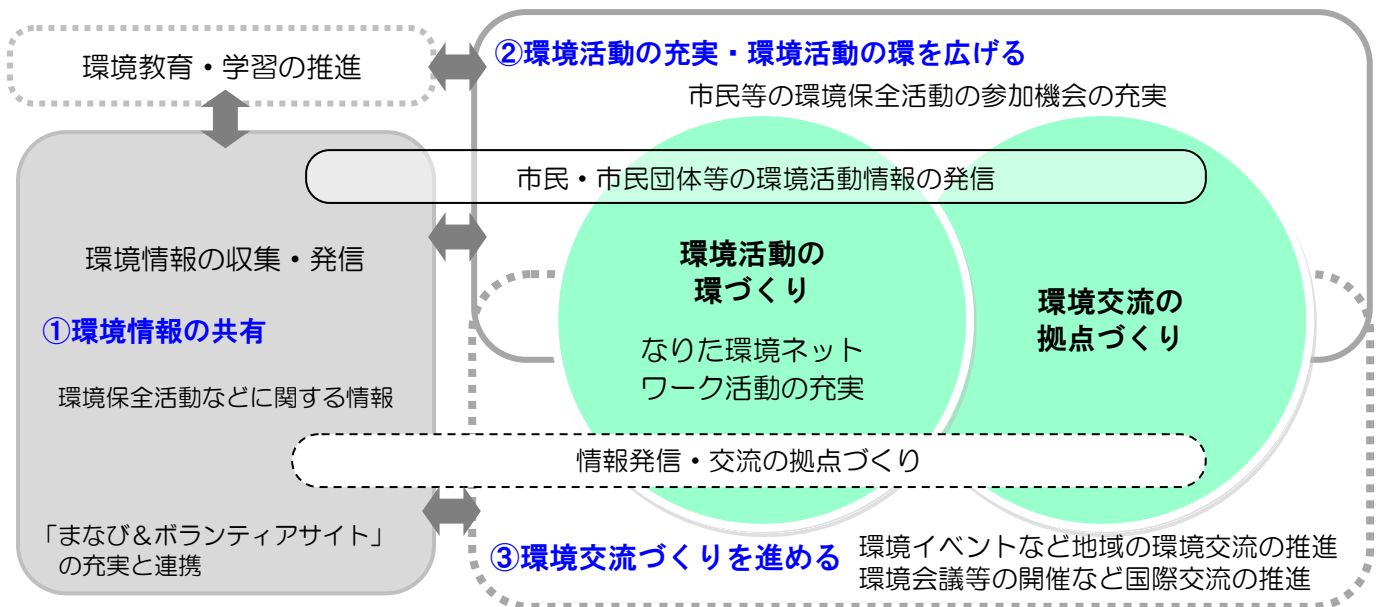 環境教育・学習の推進
②環境活動の充実・環境活動の環を広げる
市民等の環境保全活動の参加機会の充実
市民・市民団体等の環境活動情報の発信
環境情報の収集・発信
①環境情報の共有
環境保全活動などに関する情報
「まなび&ボランティアサイト」
の充実と連携
環境活動の
環づくり
なりた環境ネット
ワーク活動の充実
環境交流の
拠点づくり
情報発信・交流の拠点づくり
③環境交流づくりを進める
環境イベントなど地域の環境交流の推進
環境会議等の開催など国際交流の推進